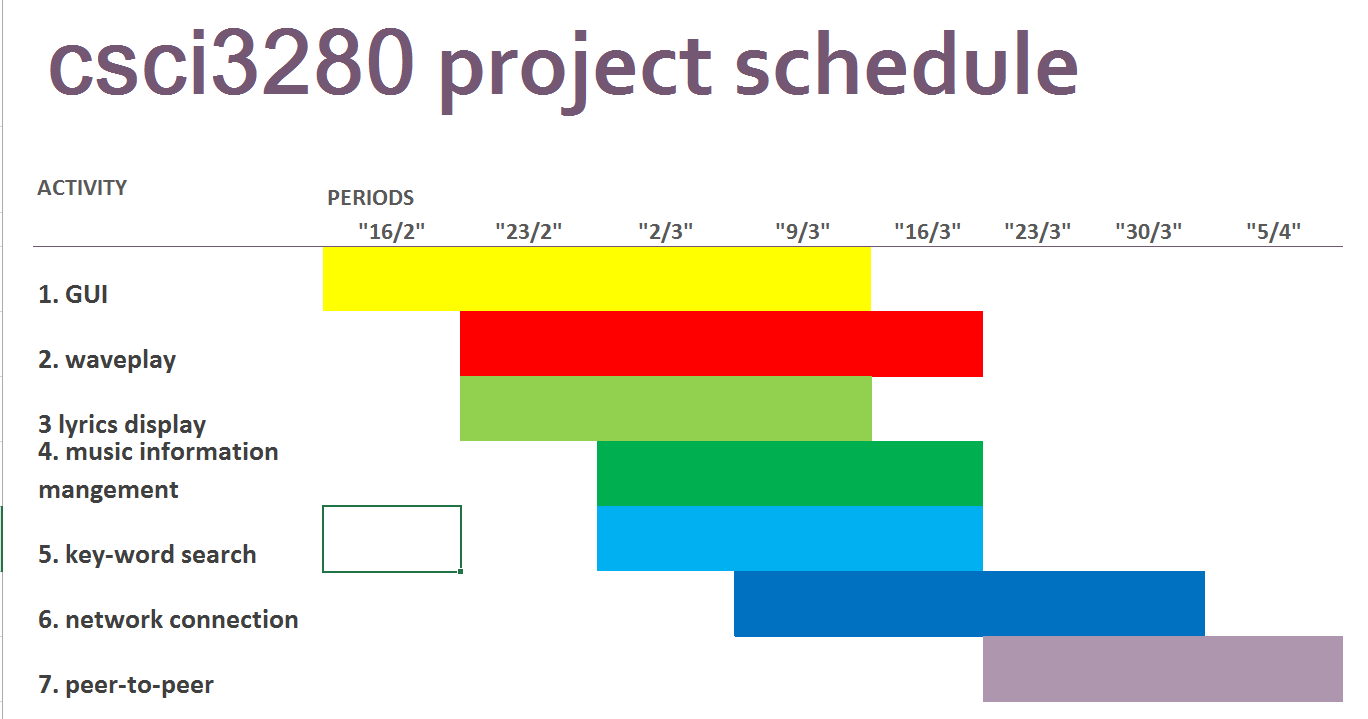 csci3280 project schedule
ACTIVITY
PERIODS
"16/2" "23/2" "2/3" "9/3" "16/3" "23/3" "30/3" "5/4"
1. GUI
2. waveplay
3 lyrics display
4. music information
mangement
5. key-word search
6. network connection
7. peer-to-peer